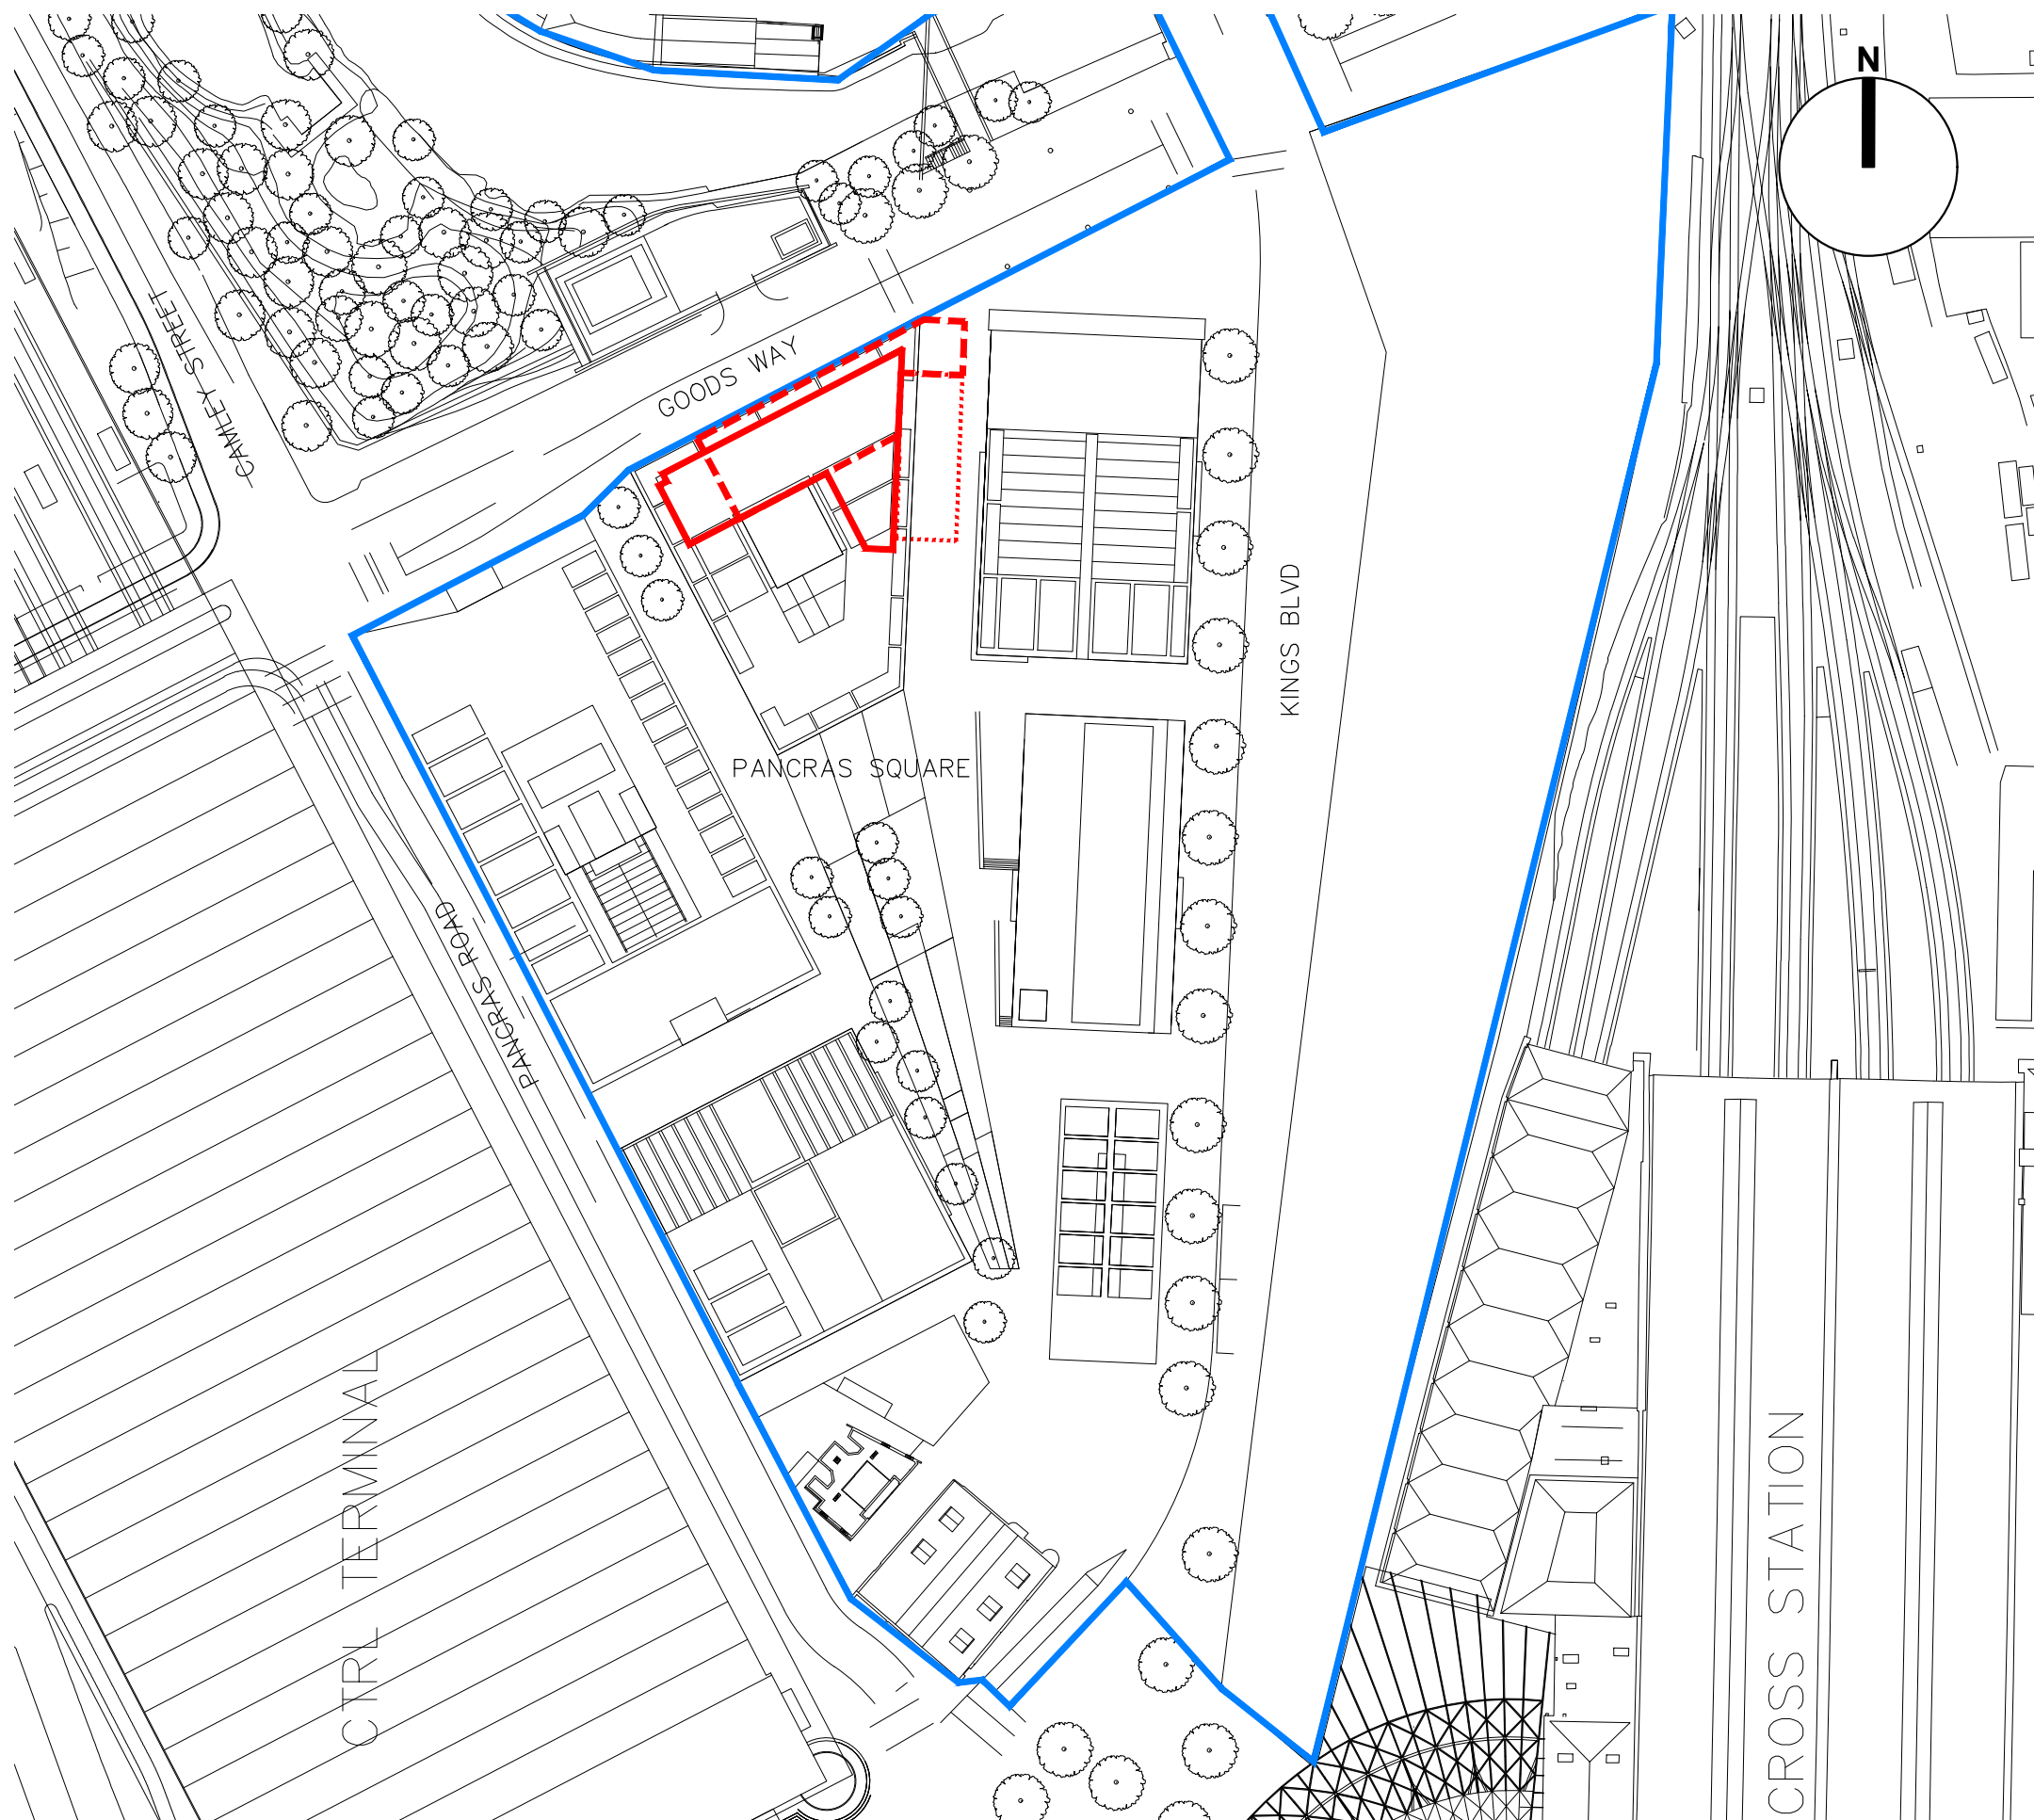 N
CAMLEY STREET
GOODS WAY
KINGS BLVD
PANCRAS SQUARE
PANCRAS ROAD
CTRL TERMINAL
CROSS STATION